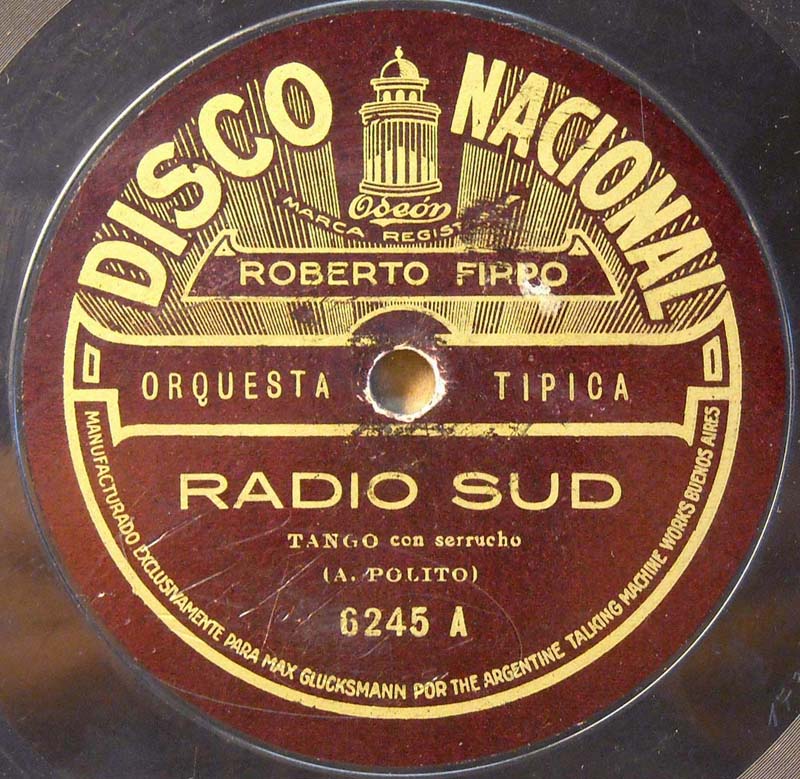 DISCO NACIONAL
Odeón
MARCA REGIST
ROBERTO FIRPO
ORQUESTA TIPICA
RADIO SUD
TANGO con serrucho
(A. POLITO)
6245 A
MANUFACTURADO EXCLUSIVAMENTE PARA MAX GLUCKSMANN POR THE ARGENTINE TALKING MACHINE WORKS BUENOS AIRES